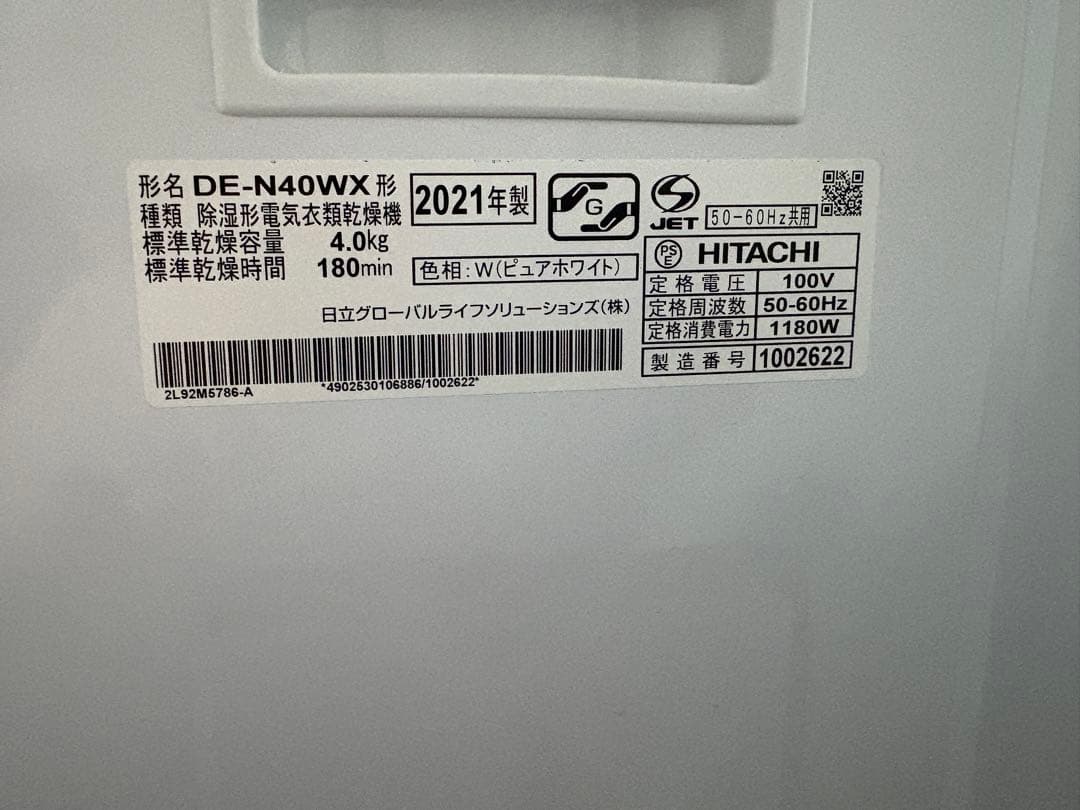 形名 DE-N40WX 形
種類 除湿形電気衣類乾燥機
標準乾燥容量 4.0kg
標準乾燥時間 180min
2021年製
G
JET
50-60Hz共用
色相:W(ピュアホワイト)
日立グローバルライフソリューションズ(株)
PSE HITACHI
定格電圧 100V
定格周波数 50-60Hz
定格消費電力 1180W
製造番号 1002622
*4902530106886/1002622*
2L92M5786-A